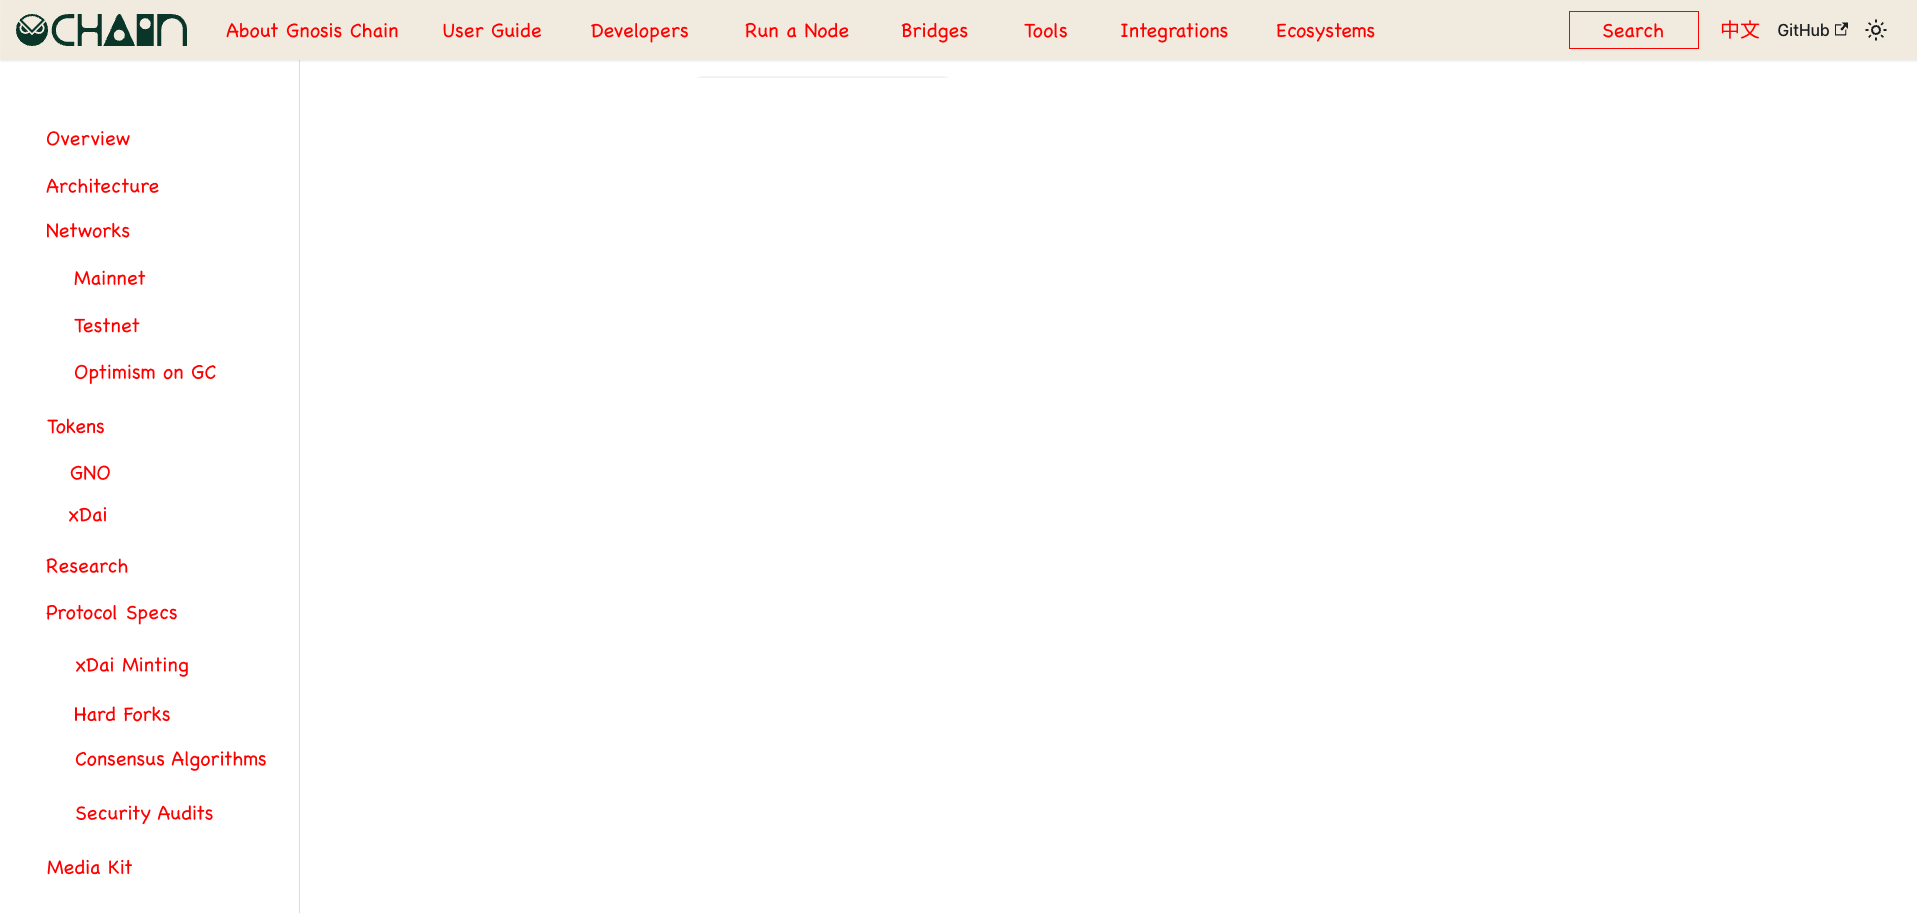 CHAIN
About Gnosis Chain
User Guide
Developers
Run a Node
Bridges
Tools
Integrations
Ecosystems
Search
中文
GitHub
Overview
Architecture
Networks
Mainnet
Testnet
Optimism on GC
Tokens
GNO
xDai
Research
Protocol Specs
xDai Minting
Hard Forks
Consensus Algorithms
Security Audits
Media Kit